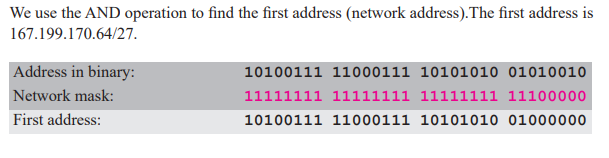 We use the AND operation to find the first address (network address).The first address is
167.199.170.64/27.
Address in binary: 10100111 11000111 10101010 01010010
Network mask: 11111111 11111111 11111111 11100000
First address: 10100111 11000111 10101010 01000000